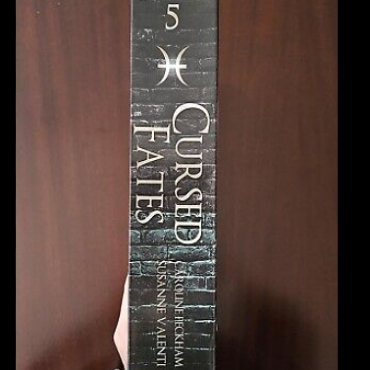 5
CURSED
FATES
CAROLINE PECKHAM
SUSANNE VALENTI